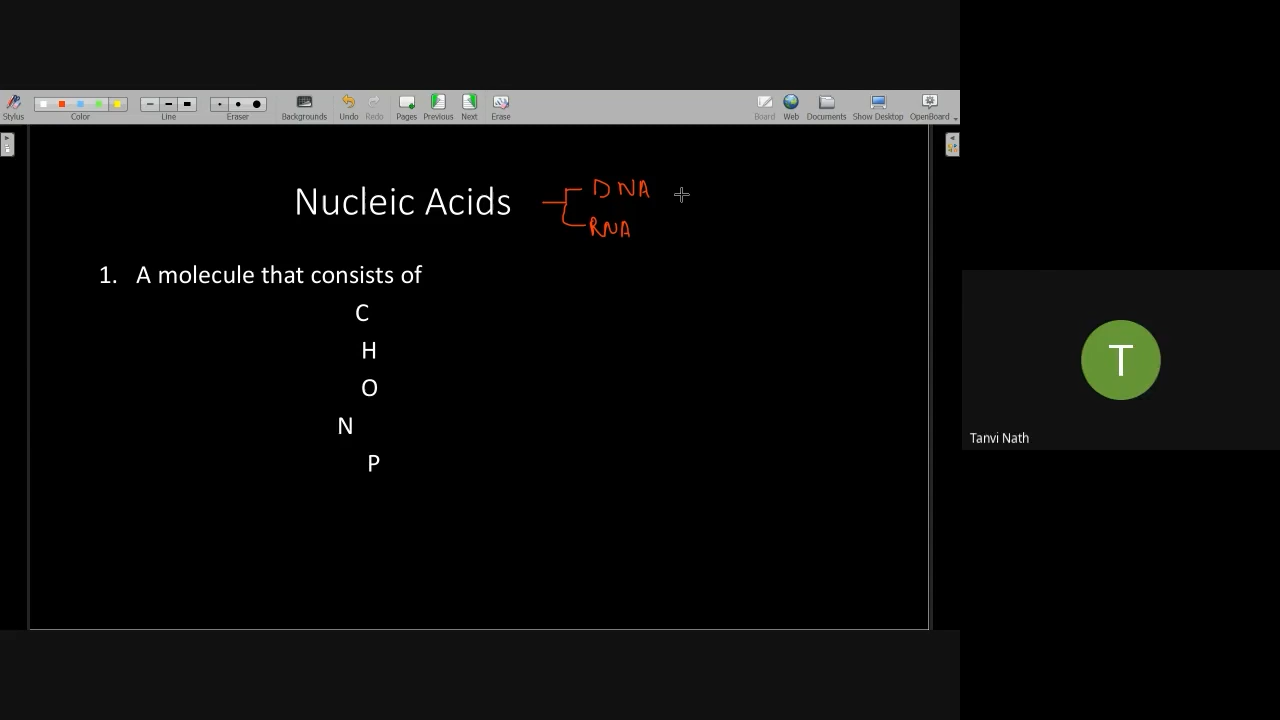 Stylus Color Line Eraser Backgrounds Undo Redo Pages Previous Next Erase Board Web Documents Show Desktop OpenBoard
Nucleic Acids
DNA
RNA
1. A molecule that consists of
C
H
O
N
P
T
Tanvi Nath